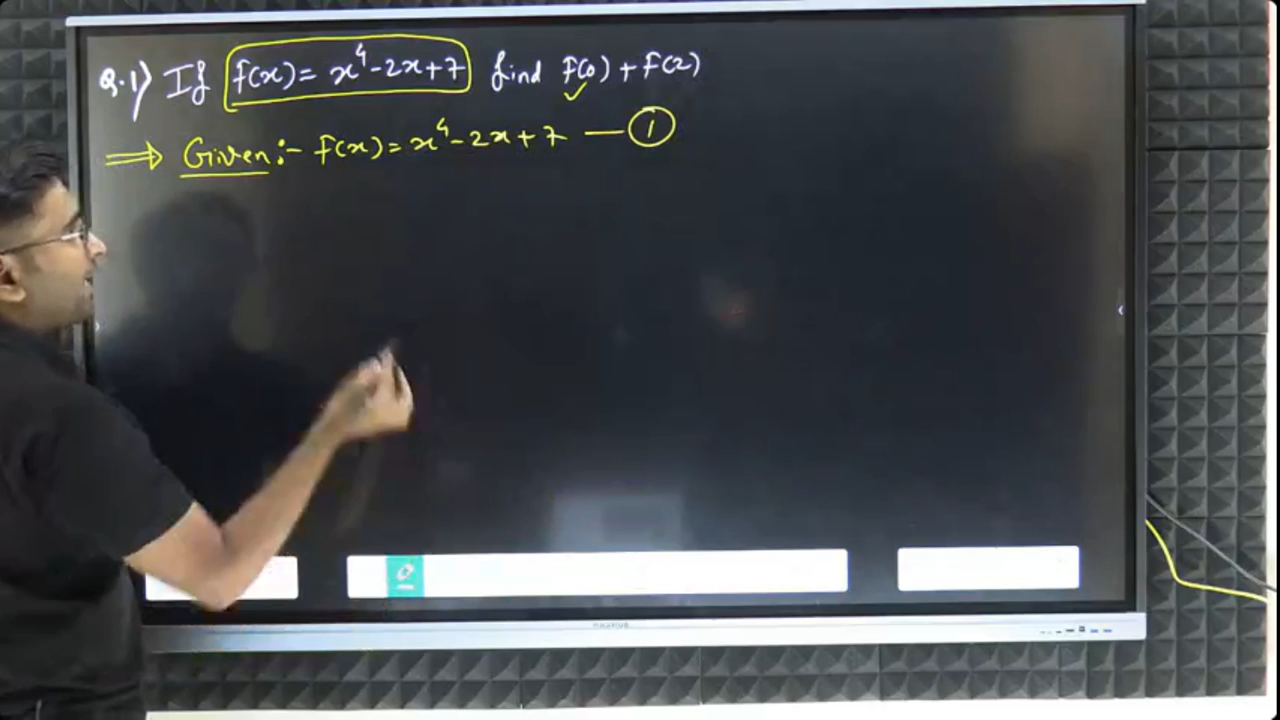 Q.1) If f(x) = x⁴-2x+7 find f(0) + f(2)
⟹ Given :- f(x) = x⁴-2x+7 — ①